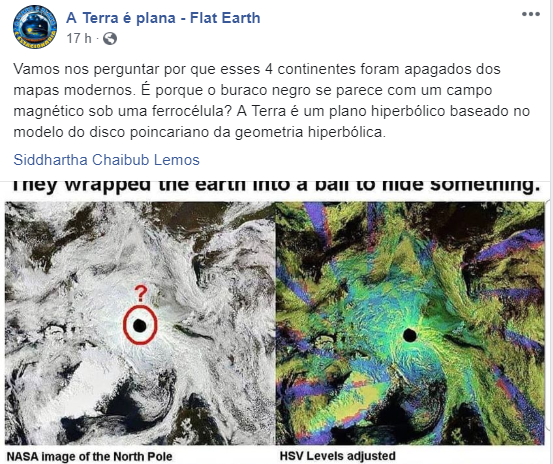 A Terra é plana - Flat Earth
17 h ·
Vamos nos perguntar por que esses 4 continentes foram apagados dos
mapas modernos. É porque o buraco negro se parece com um campo
magnético sob uma ferrocélula? A Terra é um plano hiperbólico baseado no
modelo do disco poincariano da geometria hiperbólica.
Siddhartha Chaibub Lemos
They wrapped the earth into a ball to hide something.
?
NASA image of the North Pole
HSV Levels adjusted